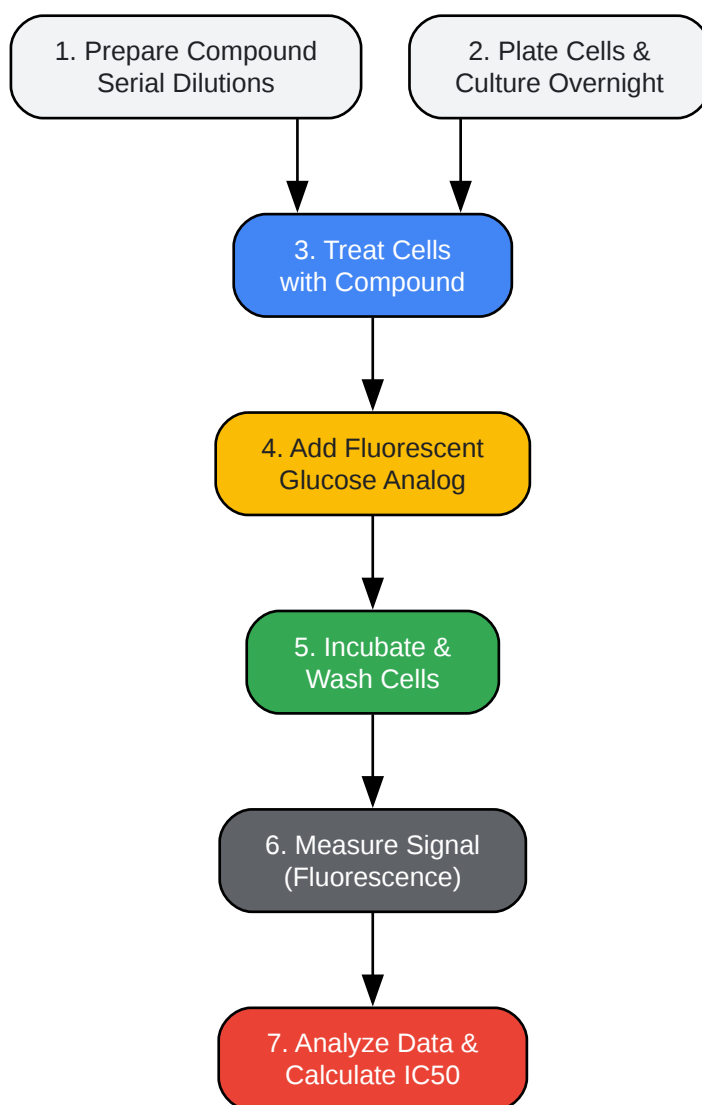 1. Prepare Compound
Serial Dilutions
2. Plate Cells &
Culture Overnight
3. Treat Cells
with Compound
4. Add Fluorescent
Glucose Analog
5. Incubate &
Wash Cells
6. Measure Signal
(Fluorescence)
7. Analyze Data &
Calculate IC50